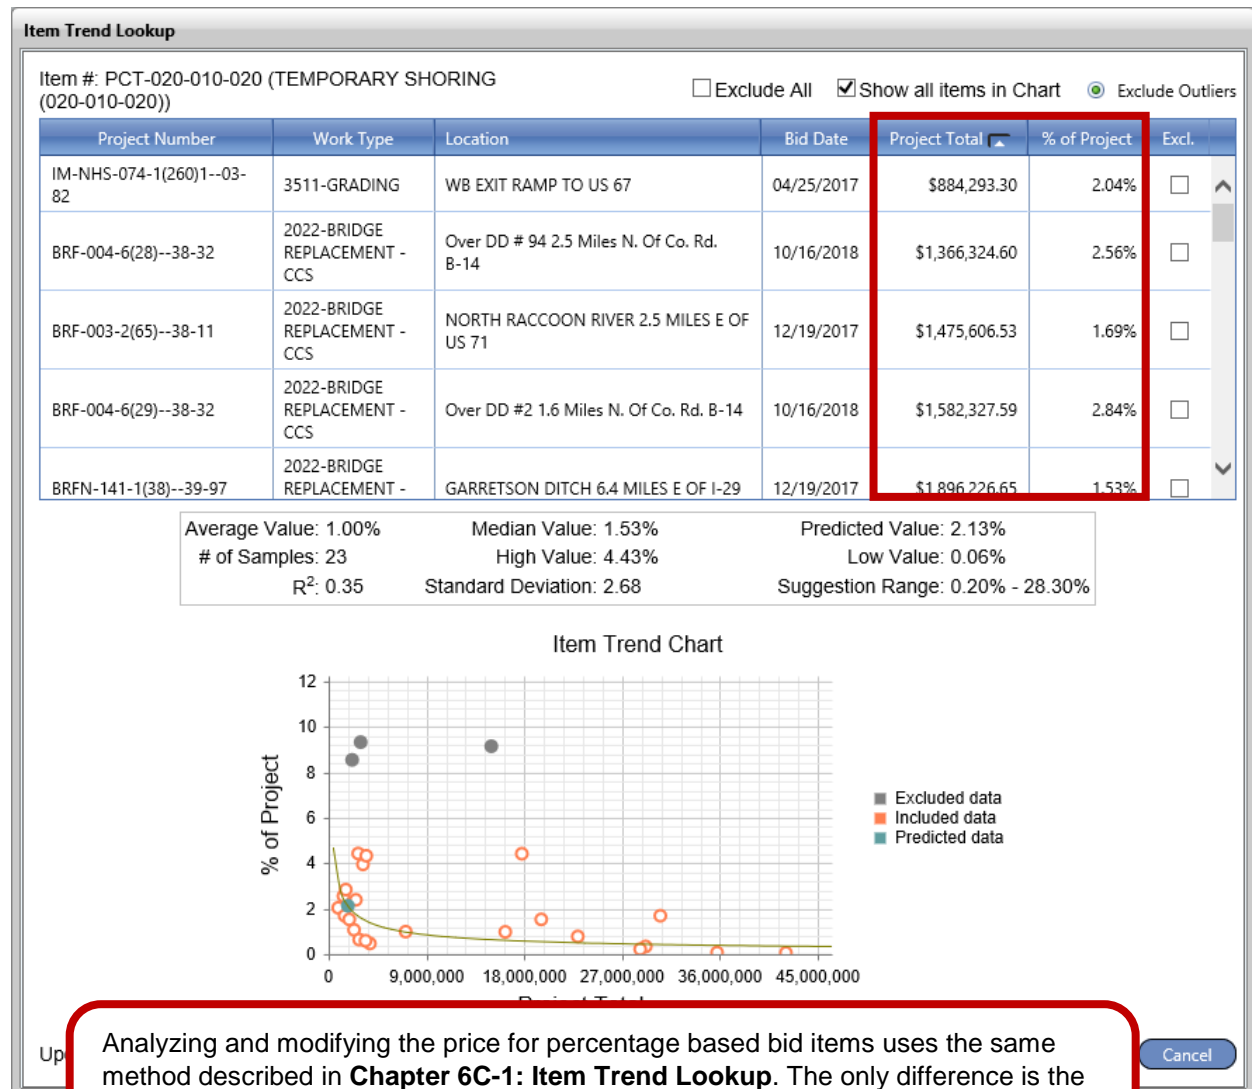 Item Trend Lookup
Item #: PCT-020-010-020 (TEMPORARY SHORING
(020-010-020))
Exclude All
Show all items in Chart
Exclude Outliers
Project Number Work Type Location Bid Date Project Total % of Project Excl.
IM-NHS-074-1(260)1--03-
82
3511-GRADING
WB EXIT RAMP TO US 67
04/25/2017
$884,293.30
2.04%
BRF-004-6(28)--38-32
2022-BRIDGE
REPLACEMENT -
CCS
Over DD # 94 2.5 Miles N. Of Co. Rd.
B-14
10/16/2018
$1,366,324.60
2.56%
BRF-003-2(65)--38-11
2022-BRIDGE
REPLACEMENT -
CCS
NORTH RACCOON RIVER 2.5 MILES E OF
US 71
12/19/2017
$1,475,606.53
1.69%
BRF-004-6(29)--38-32
2022-BRIDGE
REPLACEMENT -
CCS
Over DD #2 1.6 Miles N. Of Co. Rd. B-14
10/16/2018
$1,582,327.59
2.84%
BRFN-141-1(38)--39-97
2022-BRIDGE
REPLACEMENT -
GARRETSON DITCH 6.4 MILES E OF I-29
12/19/2017
$1,896,226.65
1.53%
Average Value: 1.00% Median Value: 1.53% Predicted Value: 2.13%
# of Samples: 23 High Value: 4.43% Low Value: 0.06%
R²: 0.35 Standard Deviation: 2.68 Suggestion Range: 0.20% - 28.30%
Item Trend Chart
% of Project
12
10
8
6
4
2
0
0 9,000,000 18,000,000 27,000,000 36,000,000 45,000,000
Excluded data
Included data
Predicted data
Cancel
Analyzing and modifying the price for percentage based bid items uses the same
method described in Chapter 6C-1: Item Trend Lookup. The only difference is the